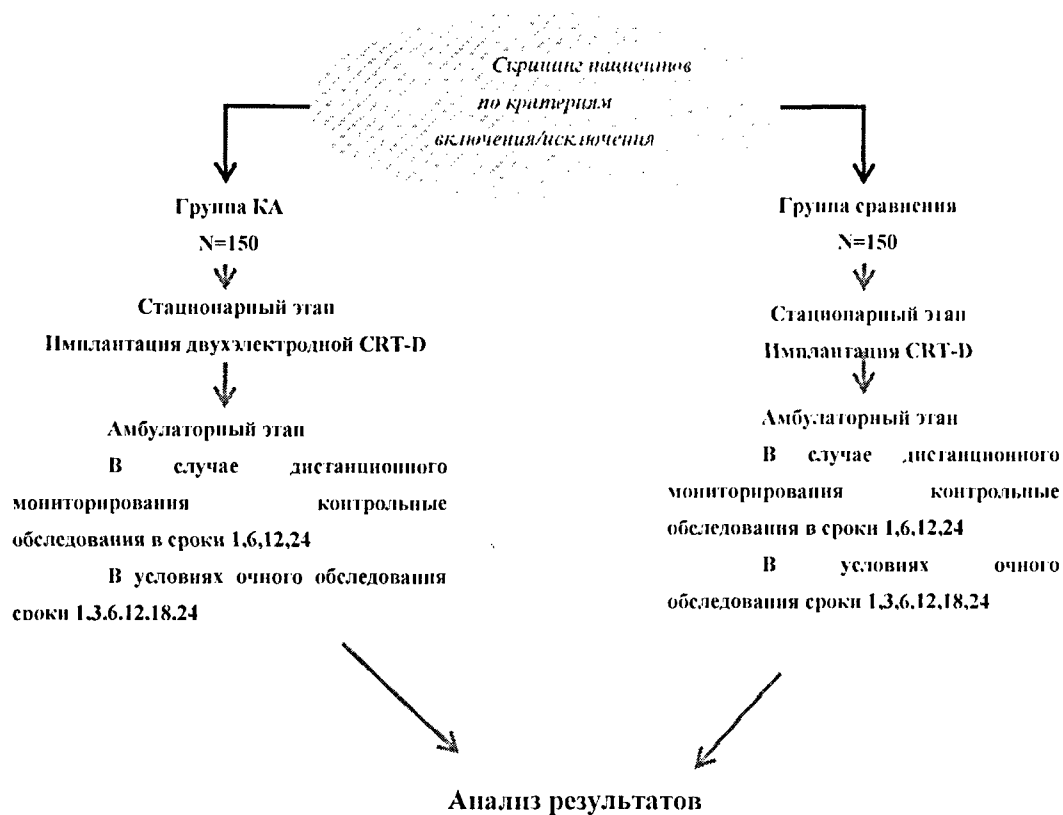 Скрининг пациентов
по критериям
включения/исключения
Группа КА
N=150
Стационарный этап
Имплантация двухэлектродной CRT-D
Амбулаторный этап
В случае дистанционного
мониторирования контрольные
обследования в сроки 1,6,12,24
В условиях очного обследования
сроки 1,3,6,12,18,24
Группа сравнения
N=150
Стационарный этап
Имплантация CRT-D
Амбулаторный этап
В случае дистанционного
мониторирования контрольные
обследования в сроки 1,6,12,24
В условиях очного
обследования сроки 1,3,6,12,18,24
Анализ результатов